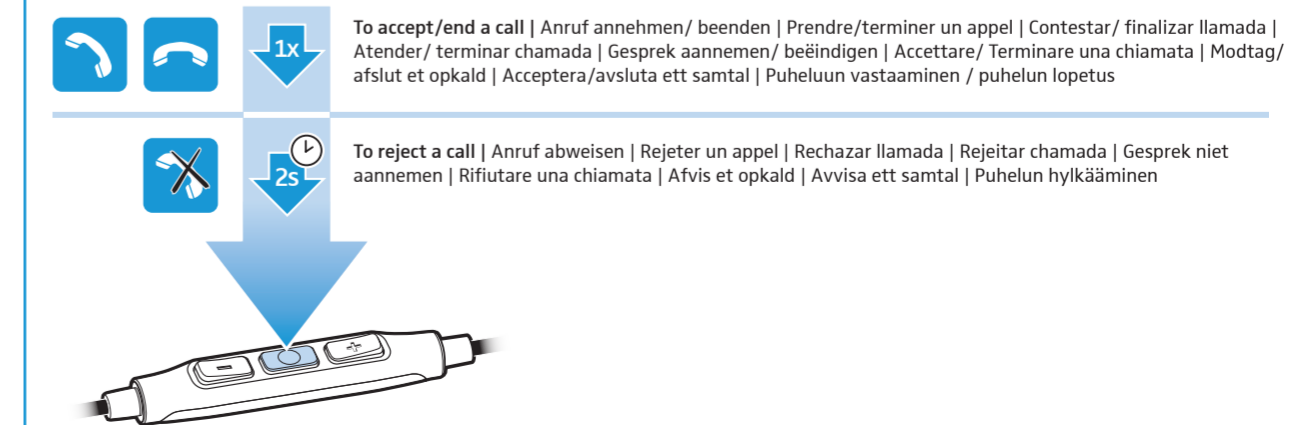 1x
To accept/end a call | Anruf annehmen/ beenden | Prendre/terminer un appel | Contestar/ finalizar llamada |
Atender/ terminar chamada | Gesprek aannemen/ beëindigen | Accettare/ Terminare una chiamata | Modtag/
afslut et opkald | Acceptera/avsluta ett samtal | Puheluun vastaaminen / puhelun lopetus
2s
To reject a call | Anruf abweisen | Rejeter un appel | Rechazar llamada | Rejeitar chamada | Gesprek niet
aannemen | Rifiutare una chiamata | Afvis et opkald | Avvisa ett samtal | Puhelun hylkääminen
- +